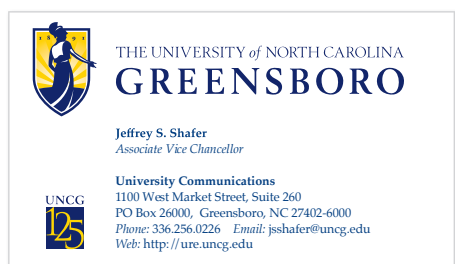 1891
THE UNIVERSITY of NORTH CAROLINA
GREENSBORO
Jeffrey S. Shafer
Associate Vice Chancellor
University Communications
1100 West Market Street, Suite 260
PO Box 26000, Greensboro, NC 27402-6000
Phone: 336.256.0226 Email: jsshafer@uncg.edu
Web: http://ure.uncg.edu
UNCG
125